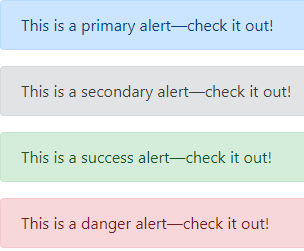 This is a primary alert—check it out!
This is a secondary alert—check it out!
This is a success alert—check it out!
This is a danger alert—check it out!